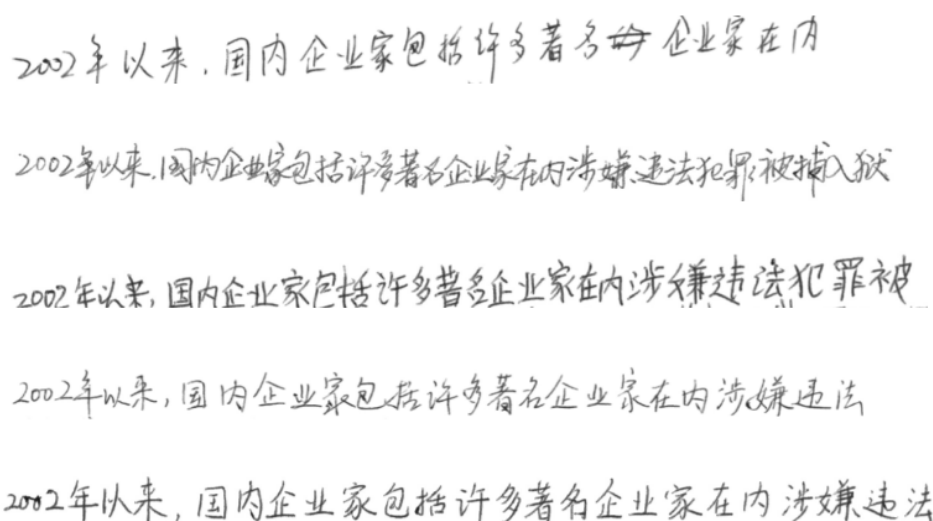 2002年以来,国内企业家包括许多著名企业家在内
2002年以来,国内企业家包括许多著名企业家在内涉嫌违法犯罪被捕入狱
2002年以来,国内企业家包括许多著名企业家在内涉嫌违法犯罪被
2002年以来,国内企业家包括许多著名企业家在内涉嫌违法
2002年以来,国内企业家包括许多著名企业家在内涉嫌违法